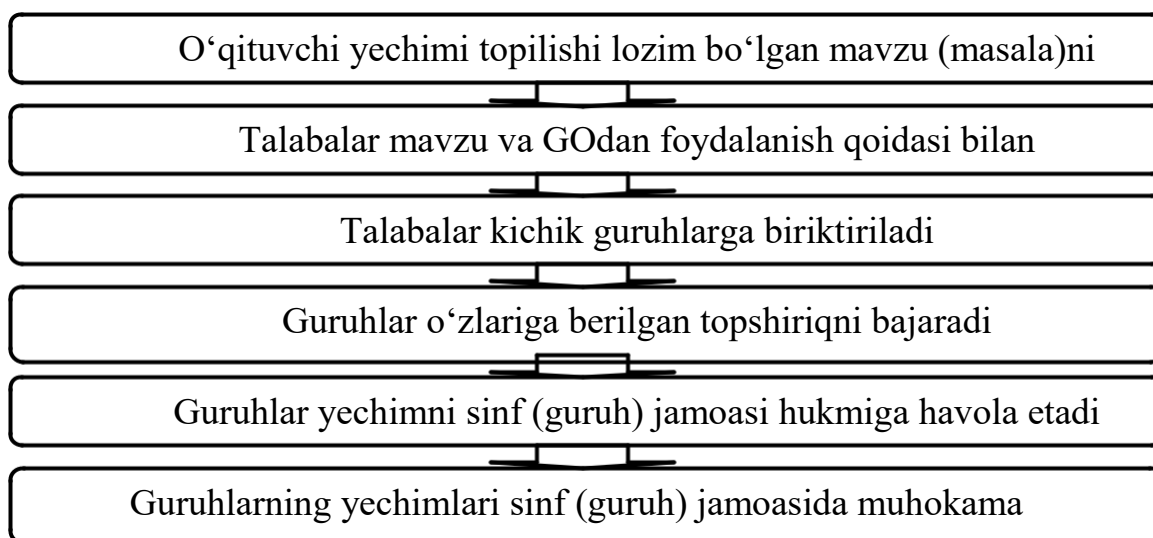 O‘qituvchi yechimi topilishi lozim bo‘lgan mavzu (masala)ni
Talabalar mavzu va GOdan foydalanish qoidasi bilan
Talabalar kichik guruhlarga biriktiriladi
Guruhlar o‘zlariga berilgan topshiriqni bajaradi
Guruhlar yechimni sinf (guruh) jamoasi hukmiga havola etadi
Guruhlarning yechimlari sinf (guruh) jamoasida muhokama